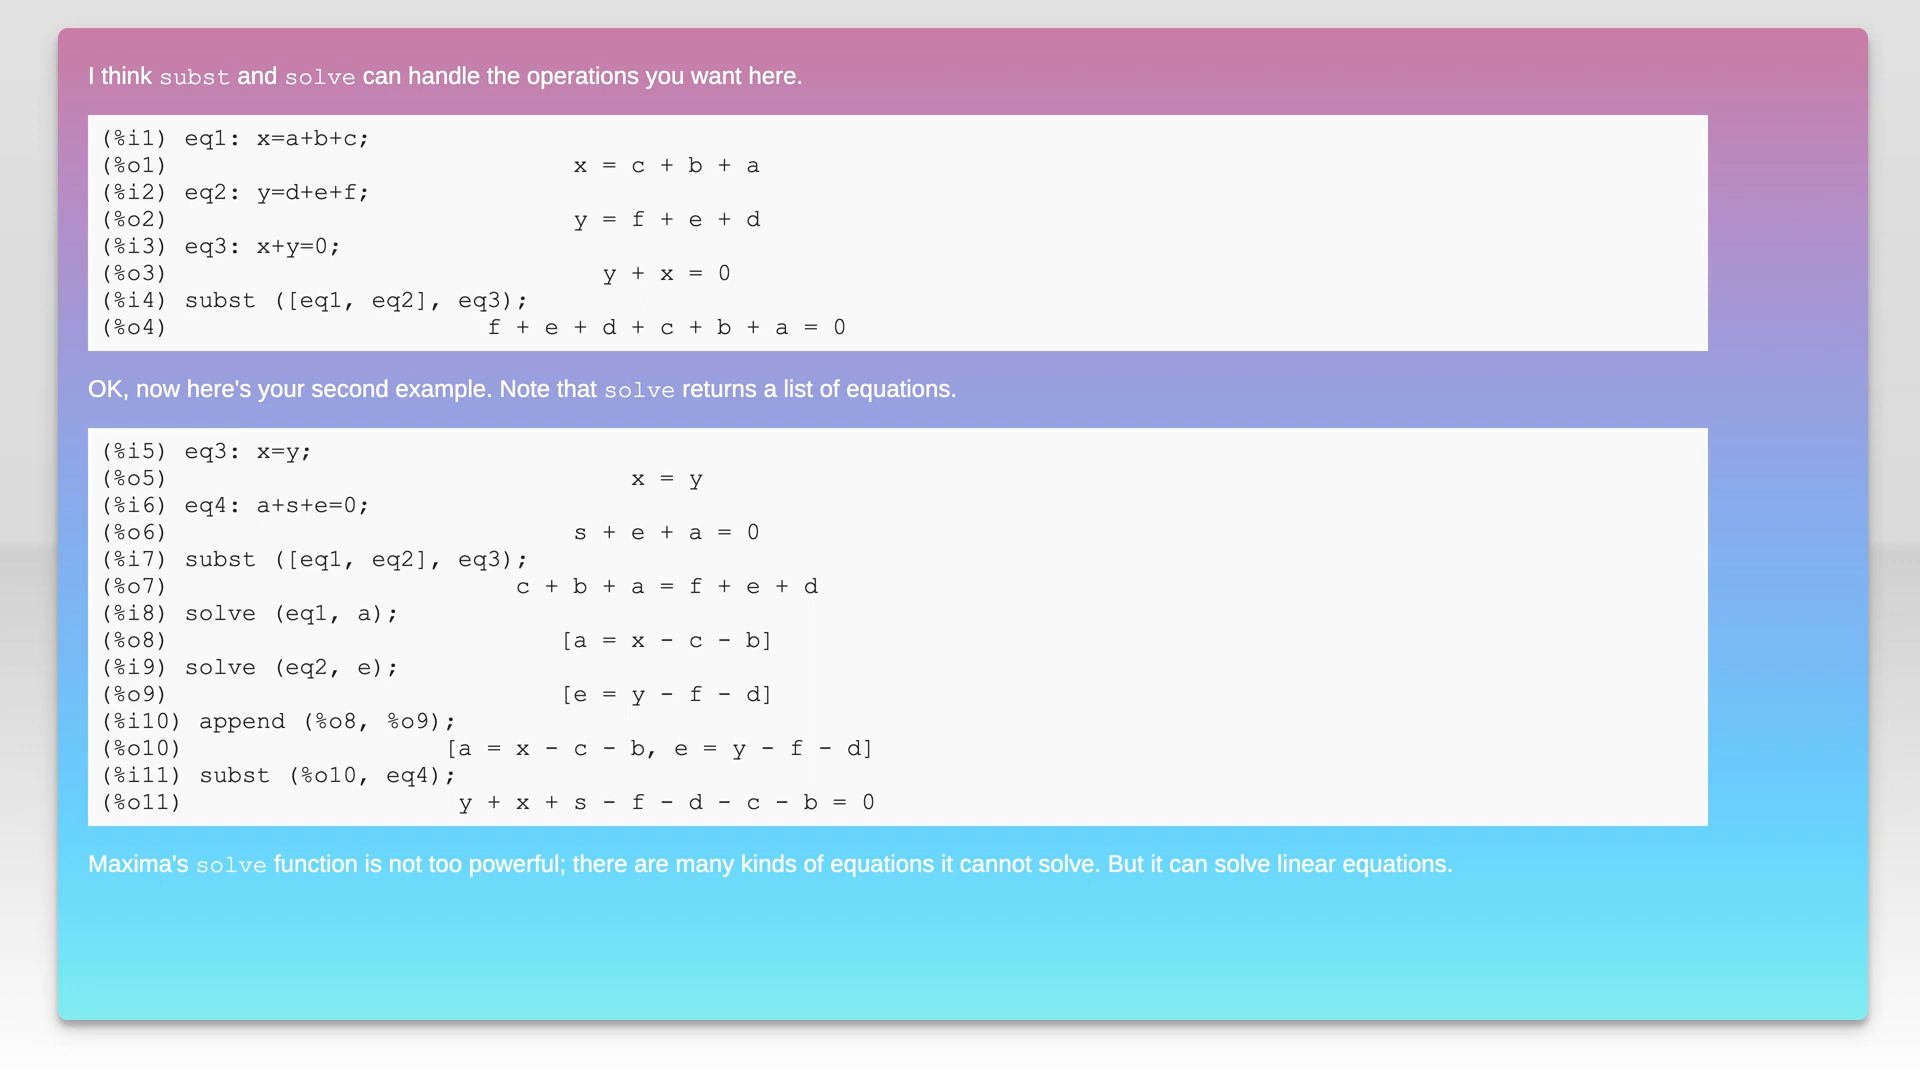 I think subst and solve can handle the operations you want here.
(%i1) eq1: x=a+b+c;
(%o1)                            x = c + b + a
(%i2) eq2: y=d+e+f;
(%o2)                            y = f + e + d
(%i3) eq3: x+y=0;
(%o3)                              y + x = 0
(%i4) subst ([eq1, eq2], eq3);
(%o4)                      f + e + d + c + b + a = 0
OK, now here's your second example. Note that solve returns a list of equations.
(%i5) eq3: x=y;
(%o5)                                x = y
(%i6) eq4: a+s+e=0;
(%o6)                            s + e + a = 0
(%i7) subst ([eq1, eq2], eq3);
(%o7)                        c + b + a = f + e + d
(%i8) solve (eq1, a);
(%o8)                           [a = x - c - b]
(%i9) solve (eq2, e);
(%o9)                           [e = y - f - d]
(%i10) append (%o8, %o9);
(%o10)                  [a = x - c - b, e = y - f - d]
(%i11) subst (%o10, eq4);
(%o11)                   y + x + s - f - d - c - b = 0
Maxima's solve function is not too powerful; there are many kinds of equations it cannot solve. But it can solve linear equations.